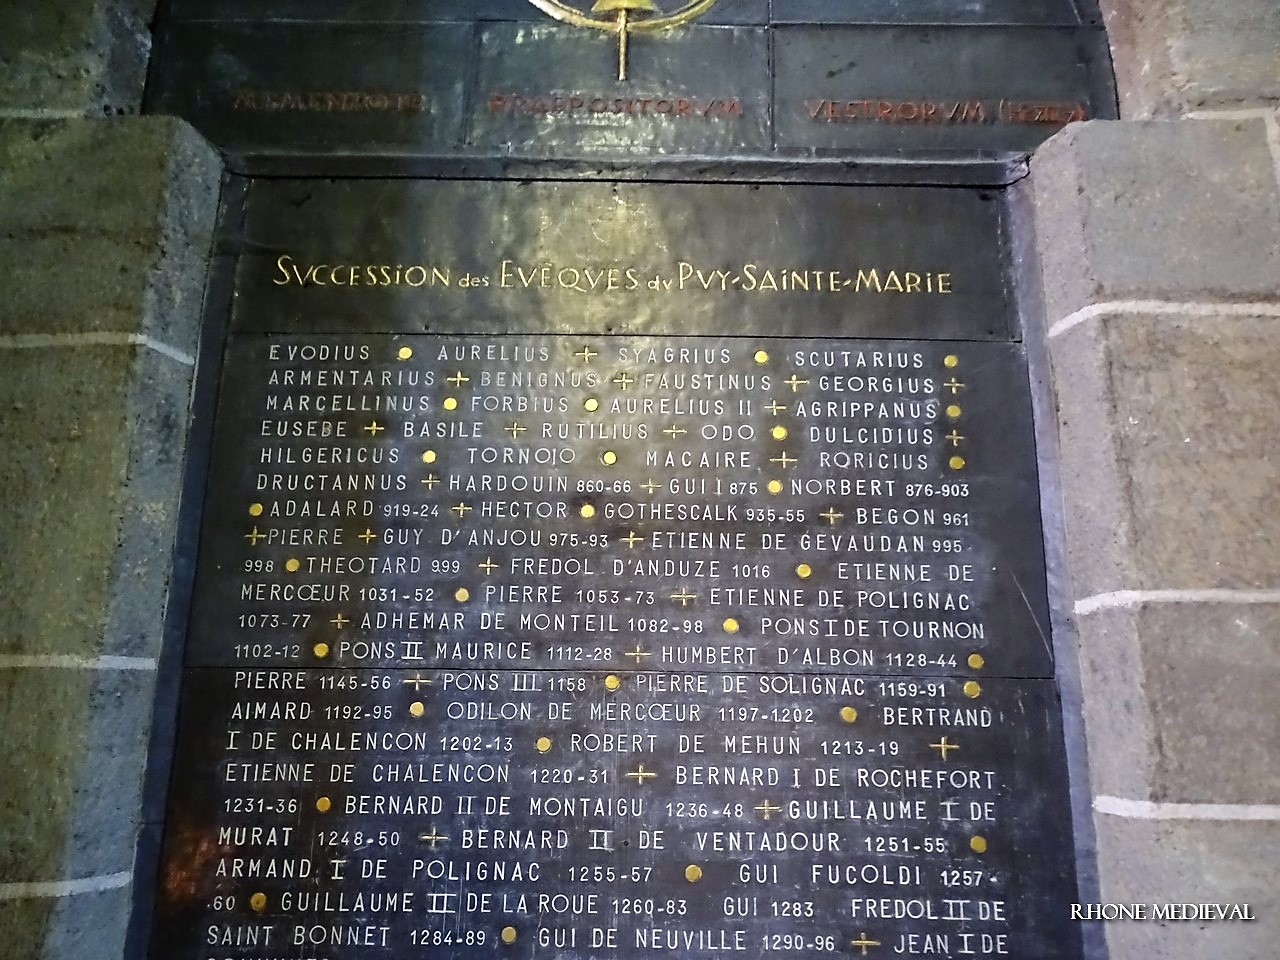 PRAEPOSITORVM VESTRORVM
SVCCESSION des EVÊQVES dv PVY-SAINTE-MARIE
EVODIUS AURELIUS + SYAGRIUS SCUTARIUS
ARMENTARIUS + BENIGNUS + FAUSTINUS + GEORGIUS +
MARCELLINUS FORBIUS AURELIUS II + AGRIPPANUS
EUSEBE + BASILE + RUTILIUS + ODO DULCIDIUS +
HILGERICUS TORNOIO MACAIRE + RORICIUS
DRUCTANNUS + HARDOUIN 860-66 + GUI I 875 NORBERT 876-903
ADALARD 919-24 + HECTOR GOTHESCALK 935-55 + BEGON 961
+ PIERRE + GUY D'ANJOU 975-93 + ETIENNE DE GEVAUDAN 995-
998 THEOTARD 999 + FREDOL D'ANDUZE 1016 ETIENNE DE
MERCŒUR 1031-52 PIERRE 1053-73 + ETIENNE DE POLIGNAC
1073-77 + ADHEMAR DE MONTEIL 1082-98 PONS I DE TOURNON
1102-12 PONS II MAURICE 1112-28 + HUMBERT D'ALBON 1128-44
PIERRE 1145-56 + PONS III 1158 PIERRE DE SOLIGNAC 1159-91
AIMARD 1192-95 ODILON DE MERCŒUR 1197-1202 BERTRAND
I DE CHALENCON 1202-13 ROBERT DE MEHUN 1213-19 +
ETIENNE DE CHALENCON 1220-31 + BERNARD I DE ROCHEFORT
1231-36 BERNARD II DE MONTAIGU 1236-48 + GUILLAUME I DE
MURAT 1248-50 + BERNARD II DE VENTADOUR 1251-55
ARMAND I DE POLIGNAC 1255-57 GUI FUCOLDI 1257-
60 GUILLAUME II DE LA ROUE 1260-83 GUI 1283 FREDOL II DE
SAINT BONNET 1284-89 GUI DE NEUVILLE 1290-96 + JEAN I DE
RHONE MEDIEVAL